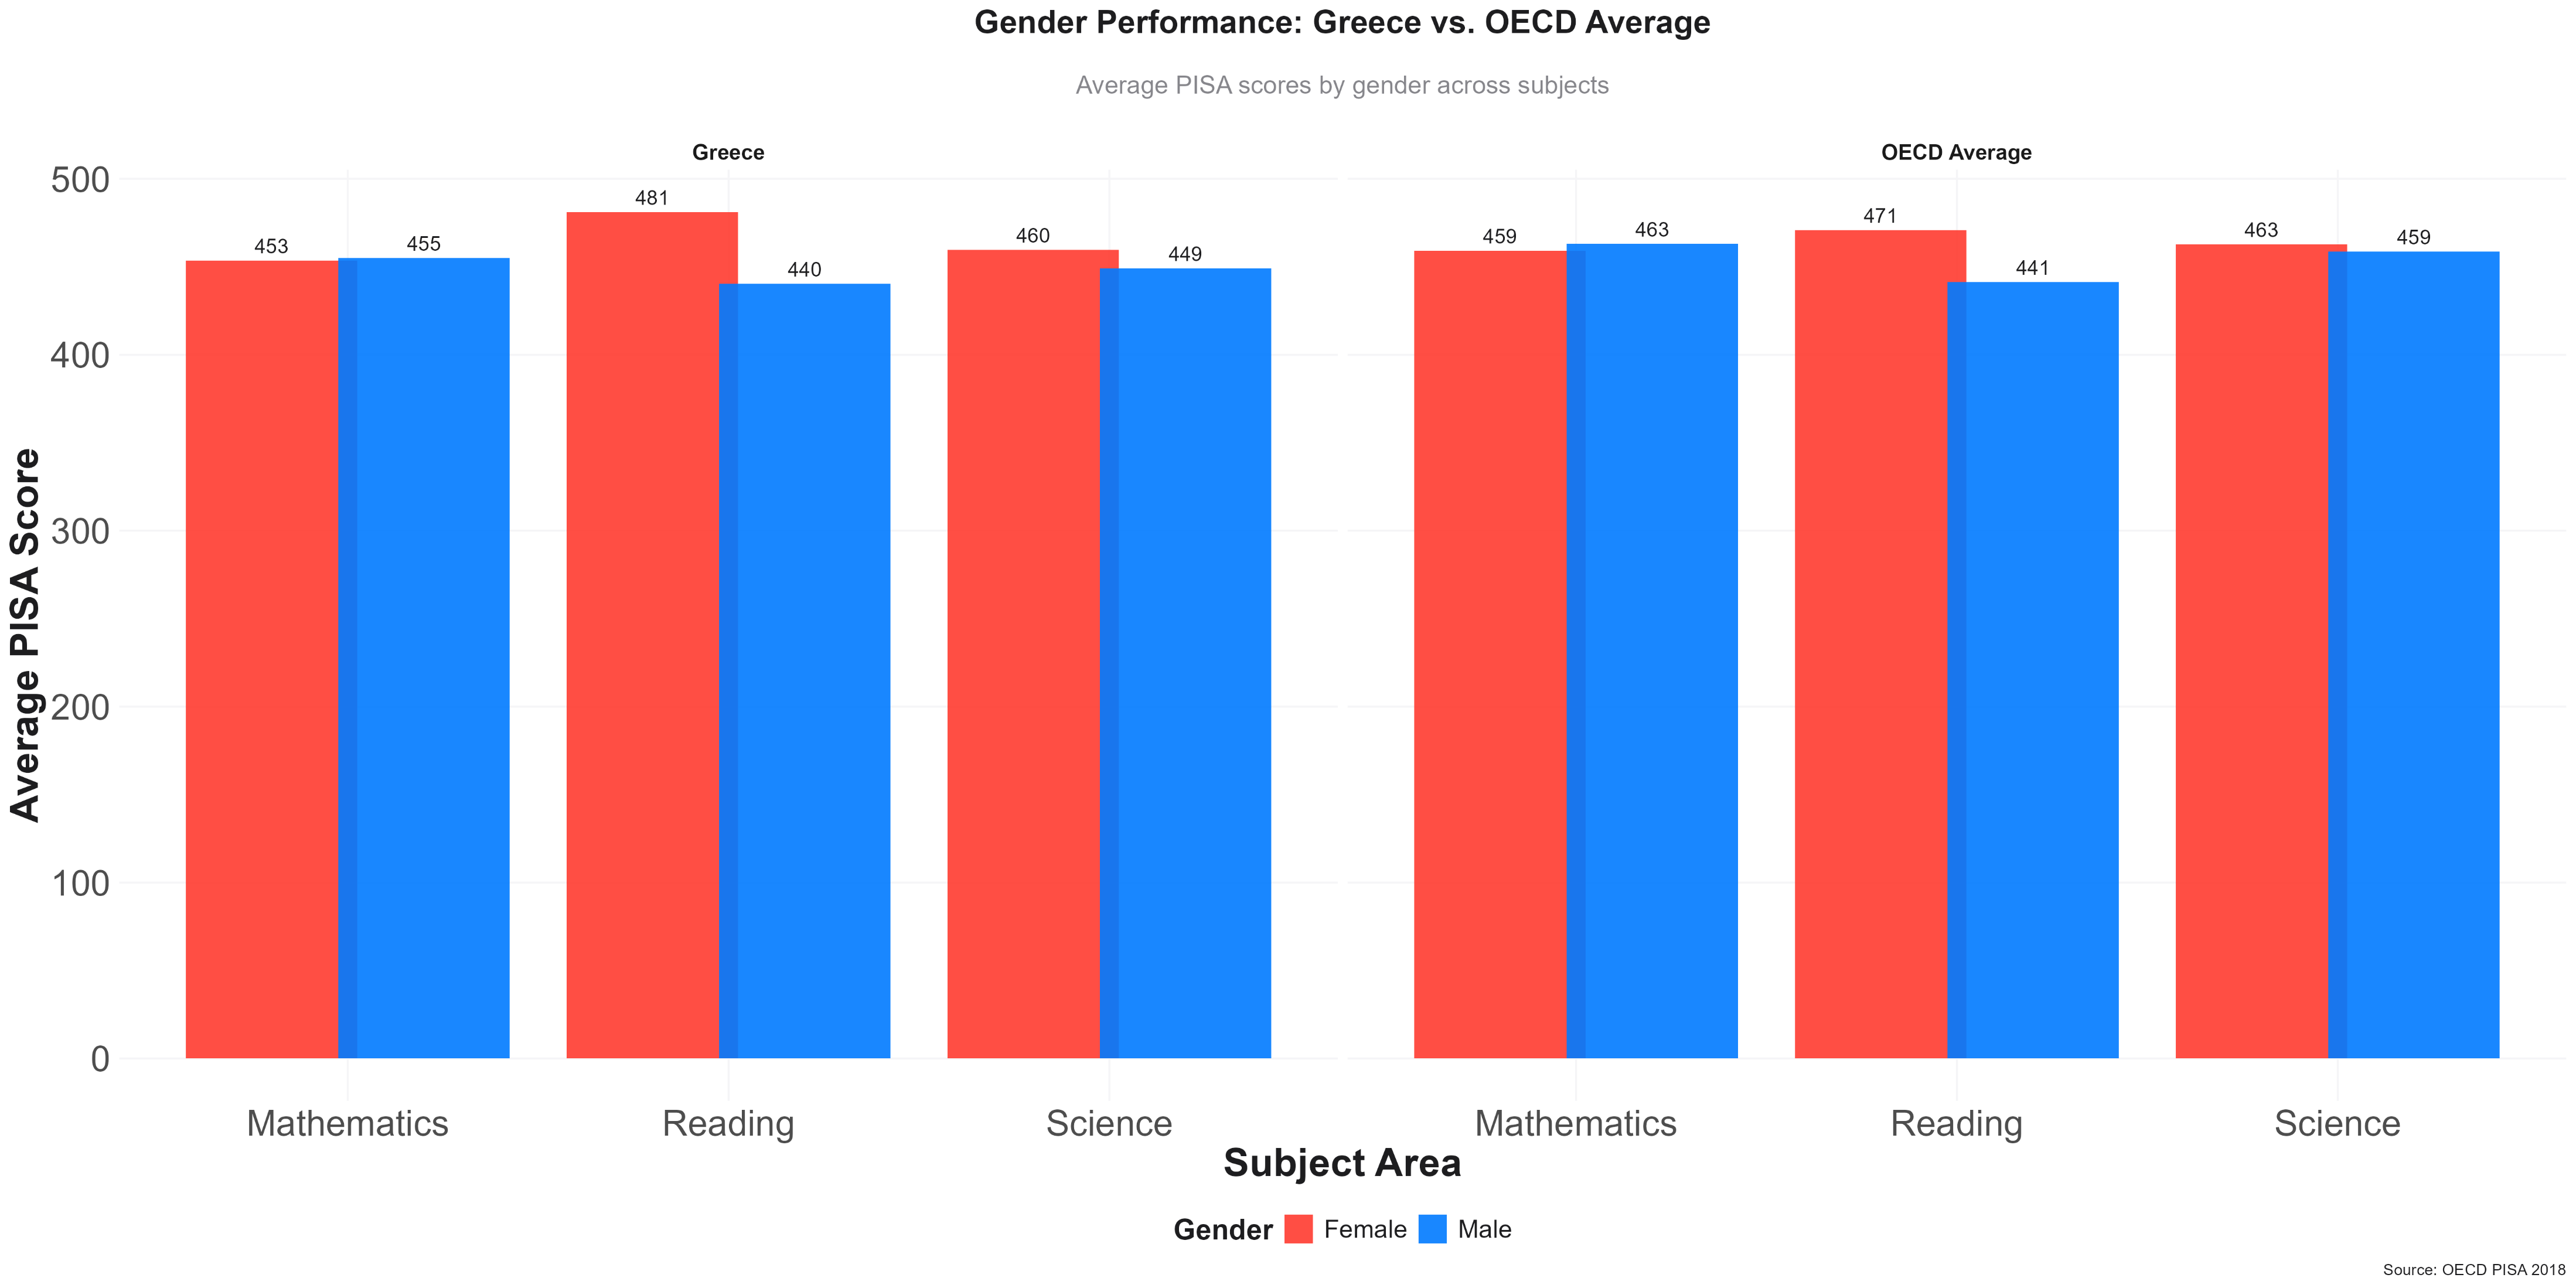 Gender Performance: Greece vs. OECD Average
Average PISA scores by gender across subjects
Greece
OECD Average
Average PISA Score
500
400
300
200
100
0
453
455
481
440
460
449
459
463
471
441
463
459
Mathematics
Reading
Science
Mathematics
Reading
Science
Subject Area
Gender
Female
Male
Source: OECD PISA 2018